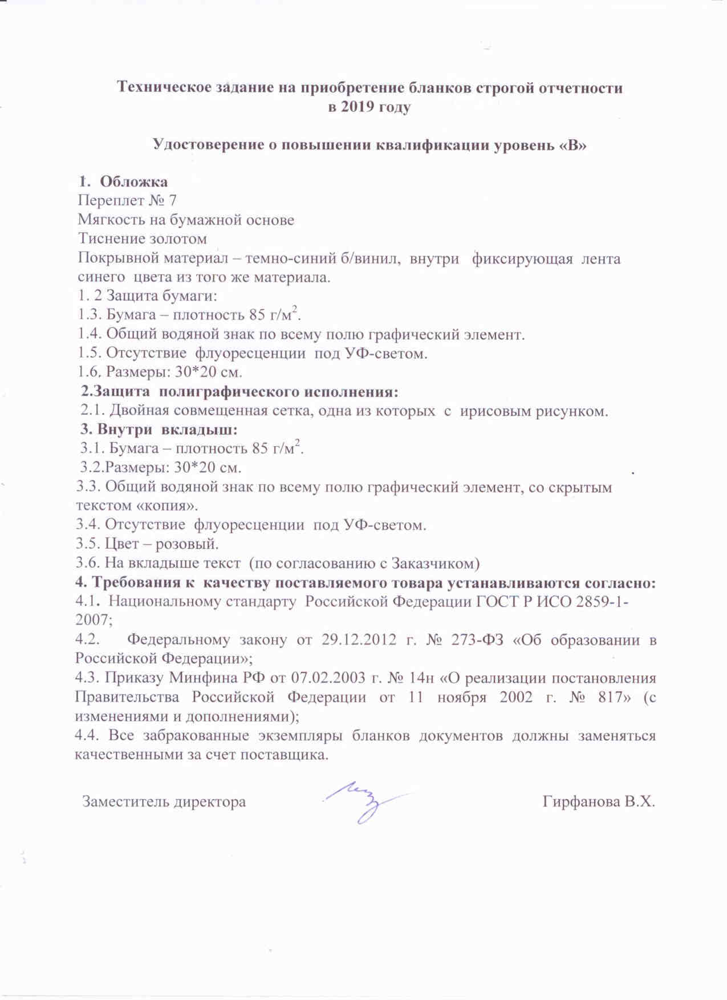 Техническое задание на приобретение бланков строгой отчетности
в 2019 году
Удостоверение о повышении квалификации уровень «В»
1. Обложка
Переплет № 7
Мягкость на бумажной основе
Тиснение золотом
Покрывной материал – темно-синий б/винил, внутри фиксирующая лента
синего цвета из того же материала.
1. 2 Защита бумаги:
1.3. Бумага – плотность 85 г/м².
1.4. Общий водяной знак по всему полю графический элемент.
1.5. Отсутствие флуоресценции под УФ-светом.
1.6. Размеры: 30*20 см.
2.Защита полиграфического исполнения:
2.1. Двойная совмещенная сетка, одна из которых с ирисовым рисунком.
3. Внутри вкладыш:
3.1. Бумага – плотность 85 г/м².
3.2.Размеры: 30*20 см.
3.3. Общий водяной знак по всему полю графический элемент, со скрытым
текстом «копия».
3.4. Отсутствие флуоресценции под УФ-светом.
3.5. Цвет – розовый.
3.6. На вкладыше текст (по согласованию с Заказчиком)
4. Требования к качеству поставляемого товара устанавливаются согласно:
4.1. Национальному стандарту Российской Федерации ГОСТ Р ИСО 2859-1-
2007;
4.2. Федеральному закону от 29.12.2012 г. № 273-ФЗ «Об образовании в
Российской Федерации»;
4.3. Приказу Минфина РФ от 07.02.2003 г. № 14н «О реализации постановления
Правительства Российской Федерации от 11 ноября 2002 г. № 817» (с
изменениями и дополнениями);
4.4. Все забракованные экземпляры бланков документов должны заменяться
качественными за счет поставщика.
Заместитель директора Гирфанова В.Х.